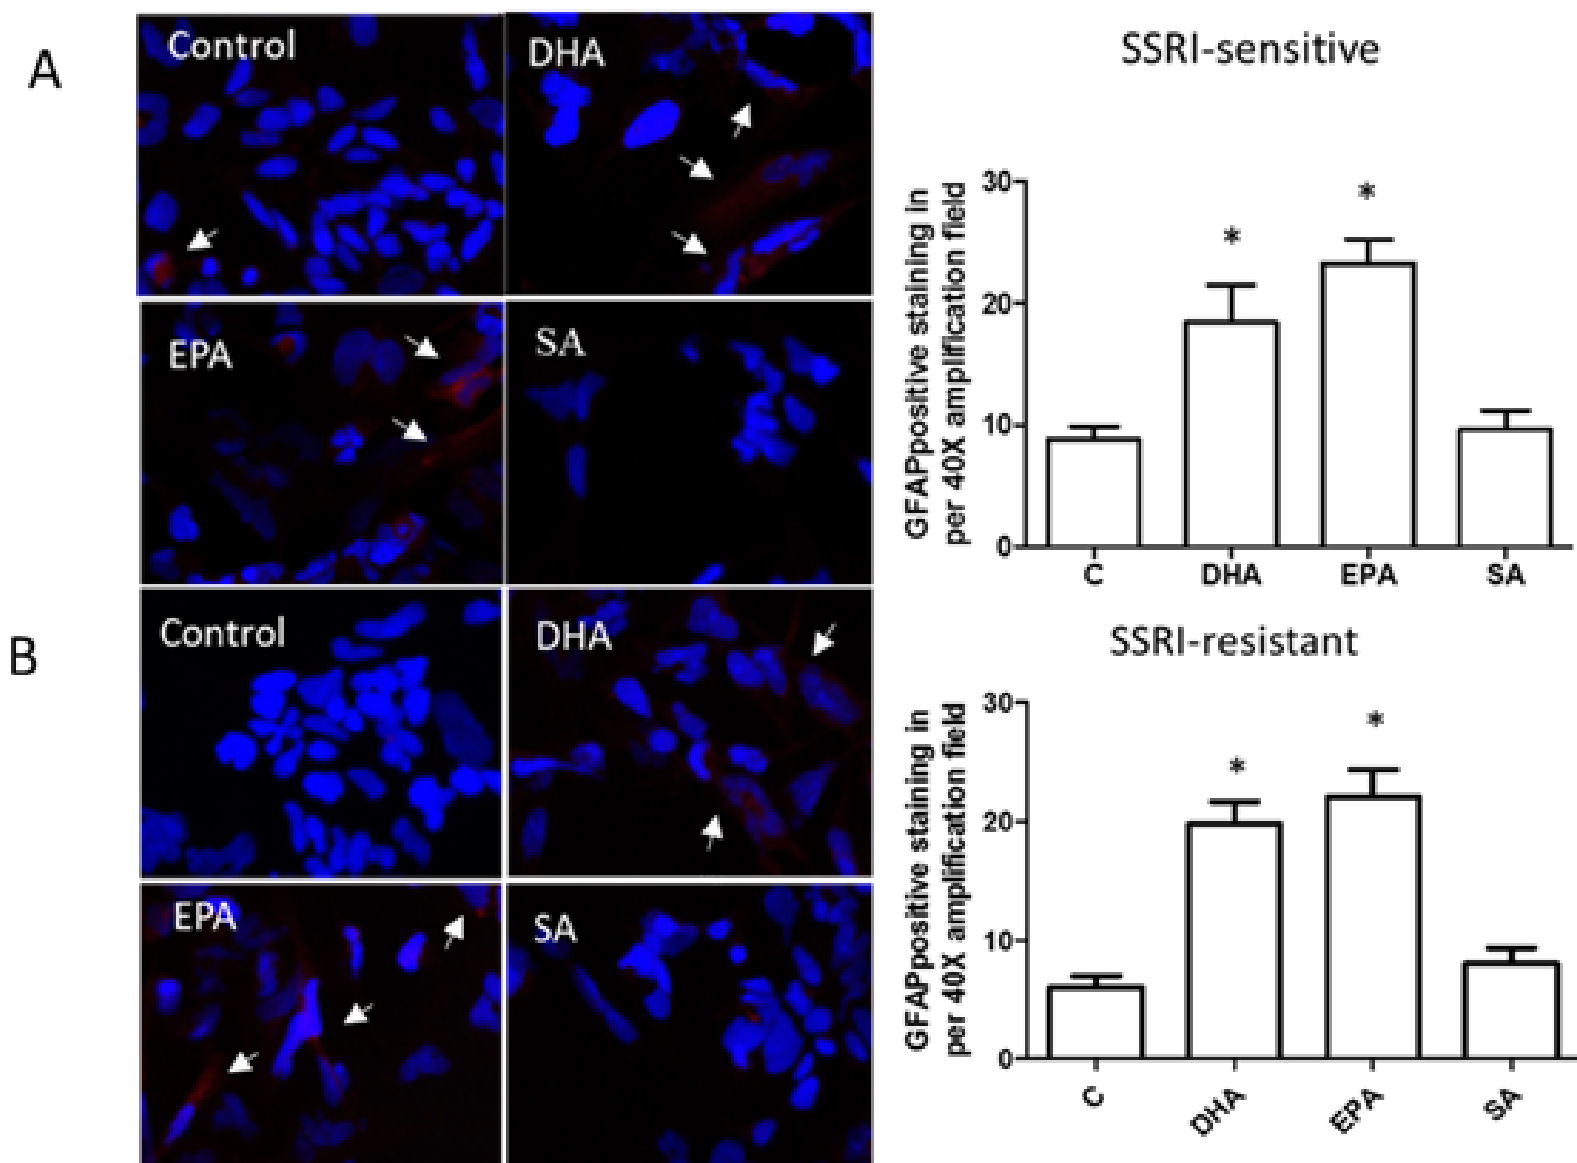 A
Control
DHA
EPA
SA
SSRI-sensitive
GFAPpositive staining in
per 40X amplification field
30
20
10
0
C
DHA
EPA
SA
*
*
B
Control
DHA
EPA
SA
SSRI-resistant
GFAPpositive staining in
per 40X amplification field
30
20
10
0
C
DHA
EPA
SA
*
*